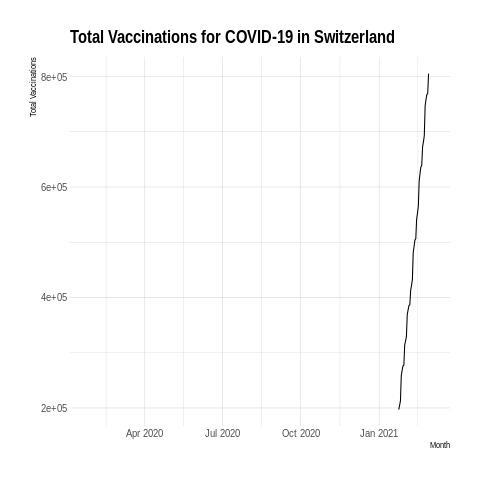 Total Vaccinations for COVID-19 in Switzerland
Total Vaccinations
8e+05
6e+05
4e+05
2e+05
Apr 2020 Jul 2020 Oct 2020 Jan 2021
Month